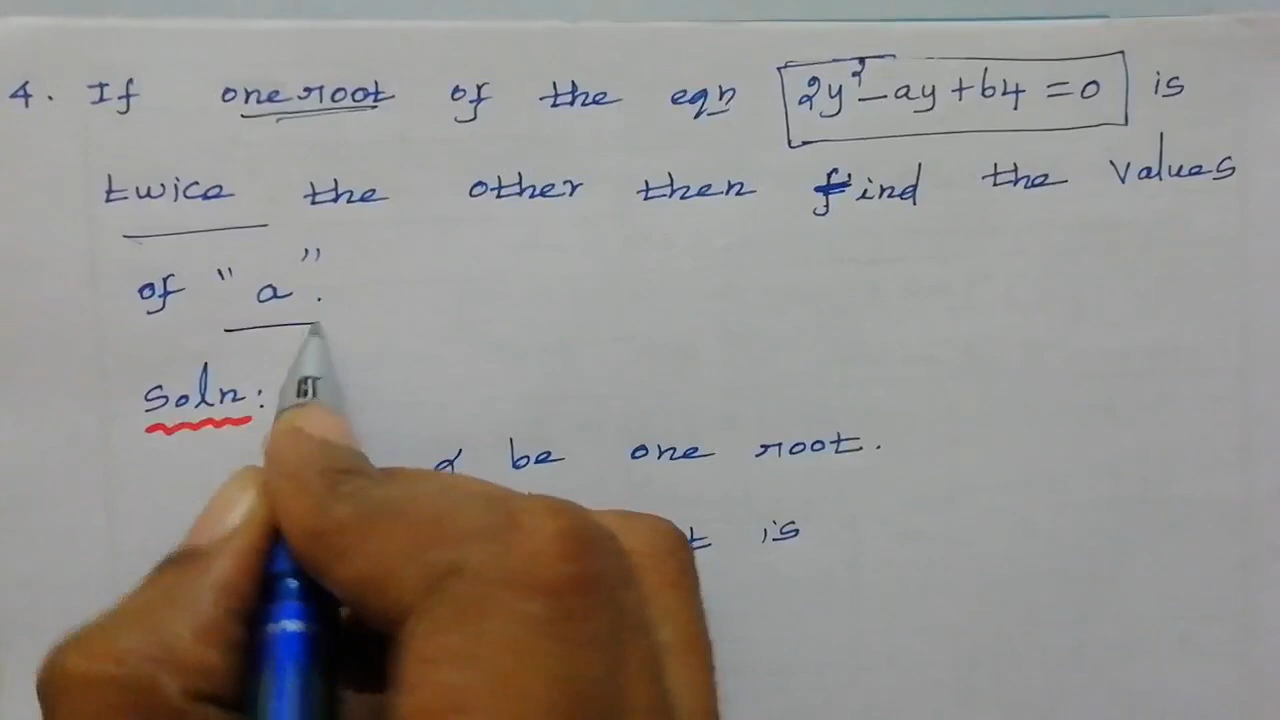 4. If one root of the eqn 2y² - ay + 64 = 0 is
twice the other then find the values
of "a".
Soln:
α be one root.
is